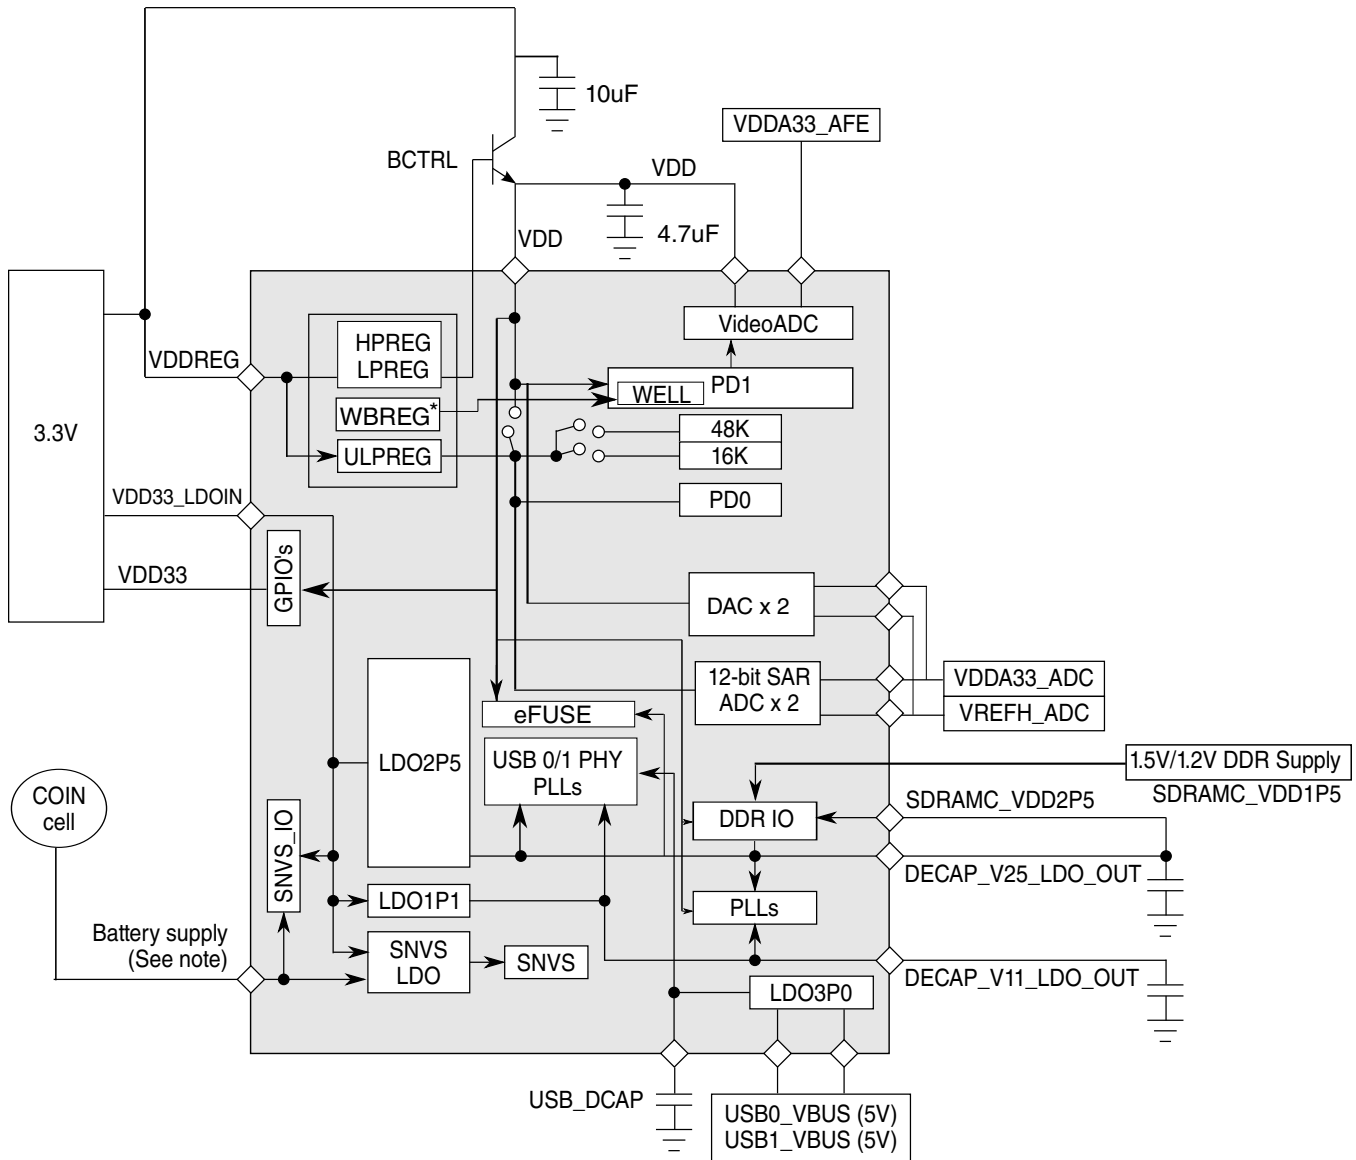 10uF
VDDA33_AFE
BCTRL
VDD
4.7uF
VDD
VideoADC
HPREG
LPREG
VDDREG
PD1
WELL
WBREG*
3.3V
48K
ULPREG
16K
VDD33_LDOIN
PD0
GPIO's
VDD33
DAC x 2
12-bit SAR
ADC x 2
VDDA33_ADC
VREFH_ADC
eFUSE
LDO2P5
USB 0/1 PHY
PLLs
1.5V/1.2V DDR Supply
SDRAMC_VDD1P5
COIN
cell
SDRAMC_VDD2P5
DDR IO
SNVS_IO
DECAP_V25_LDO_OUT
LDO1P1
PLLs
Battery supply
(See note)
SNVS
LDO
SNVS
DECAP_V11_LDO_OUT
LDO3P0
USB_DCAP
USB0_VBUS (5V)
USB1_VBUS (5V)